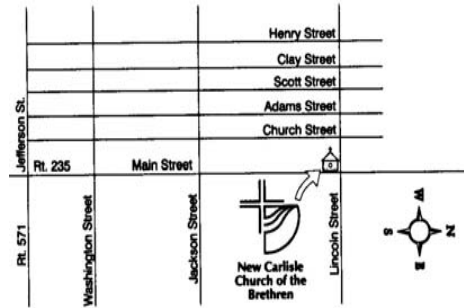 Henry Street
Clay Street
Scott Street
Adams Street
Church Street
Jefferson St.
Rt. 235
Main Street
Rt. 571
Washington Street
Jackson Street
Lincoln Street
New Carlisle
Church of the
Brethren
W
S
N
E